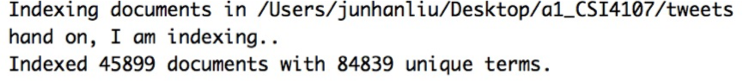 Indexing documents in /Users/junhanliu/Desktop/a1_CSI4107/tweets
hand on, I am indexing..
Indexed 45899 documents with 84839 unique terms.